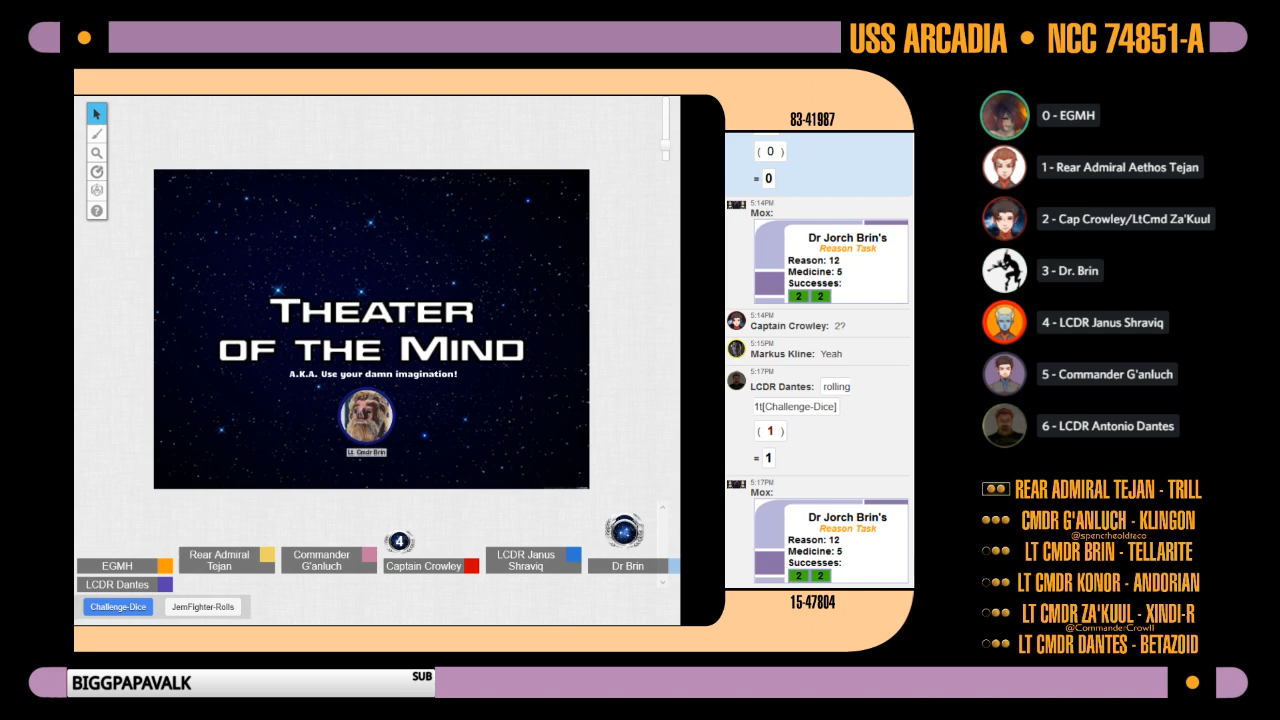 USS ARCADIA • NCC 74851-A
83-41987
( 0 )
= 0
5:14PM
Mox:
Dr Jorch Brin's
Reason Task
Reason: 12
Medicine: 5
Successes:
2 2
5:14PM
Captain Crowley: 2?
5:15PM
Markus Kline: Yeah
5:17PM
LCDR Dantes: rolling
1t[Challenge-Dice]
( 1 )
= 1
5:17PM
Mox:
Dr Jorch Brin's
Reason Task
Reason: 12
Medicine: 5
Successes:
2 2
15-47804
THEATER
OF THE MIND
A.K.A. Use your damn imagination!
Lt Cmdr Brin
4
EGMH
Rear Admiral
Tejan
Commander
G'anluch
Captain Crowley
LCDR Janus
Shraviq
Dr Brin
LCDR Dantes
Challenge-Dice
JemFighter-Rolls
0 - EGMH
1 - Rear Admiral Aethos Tejan
2 - Cap Crowley/LtCmd Za'Kuul
3 - Dr. Brin
4 - LCDR Janus Shraviq
5 - Commander G'anluch
6 - LCDR Antonio Dantes
REAR ADMIRAL TEJAN - TRILL
CMDR G'ANLUCH - KLINGON
@spenctheoldtaco
LT CMDR BRIN - TELLARITE
LT CMDR KONOR - ANDORIAN
LT CMDR ZA'KUUL - XINDI-R
@CommanderCrowll
LT CMDR DANTES - BETAZOID
BIGGPAPAVALK
SUB